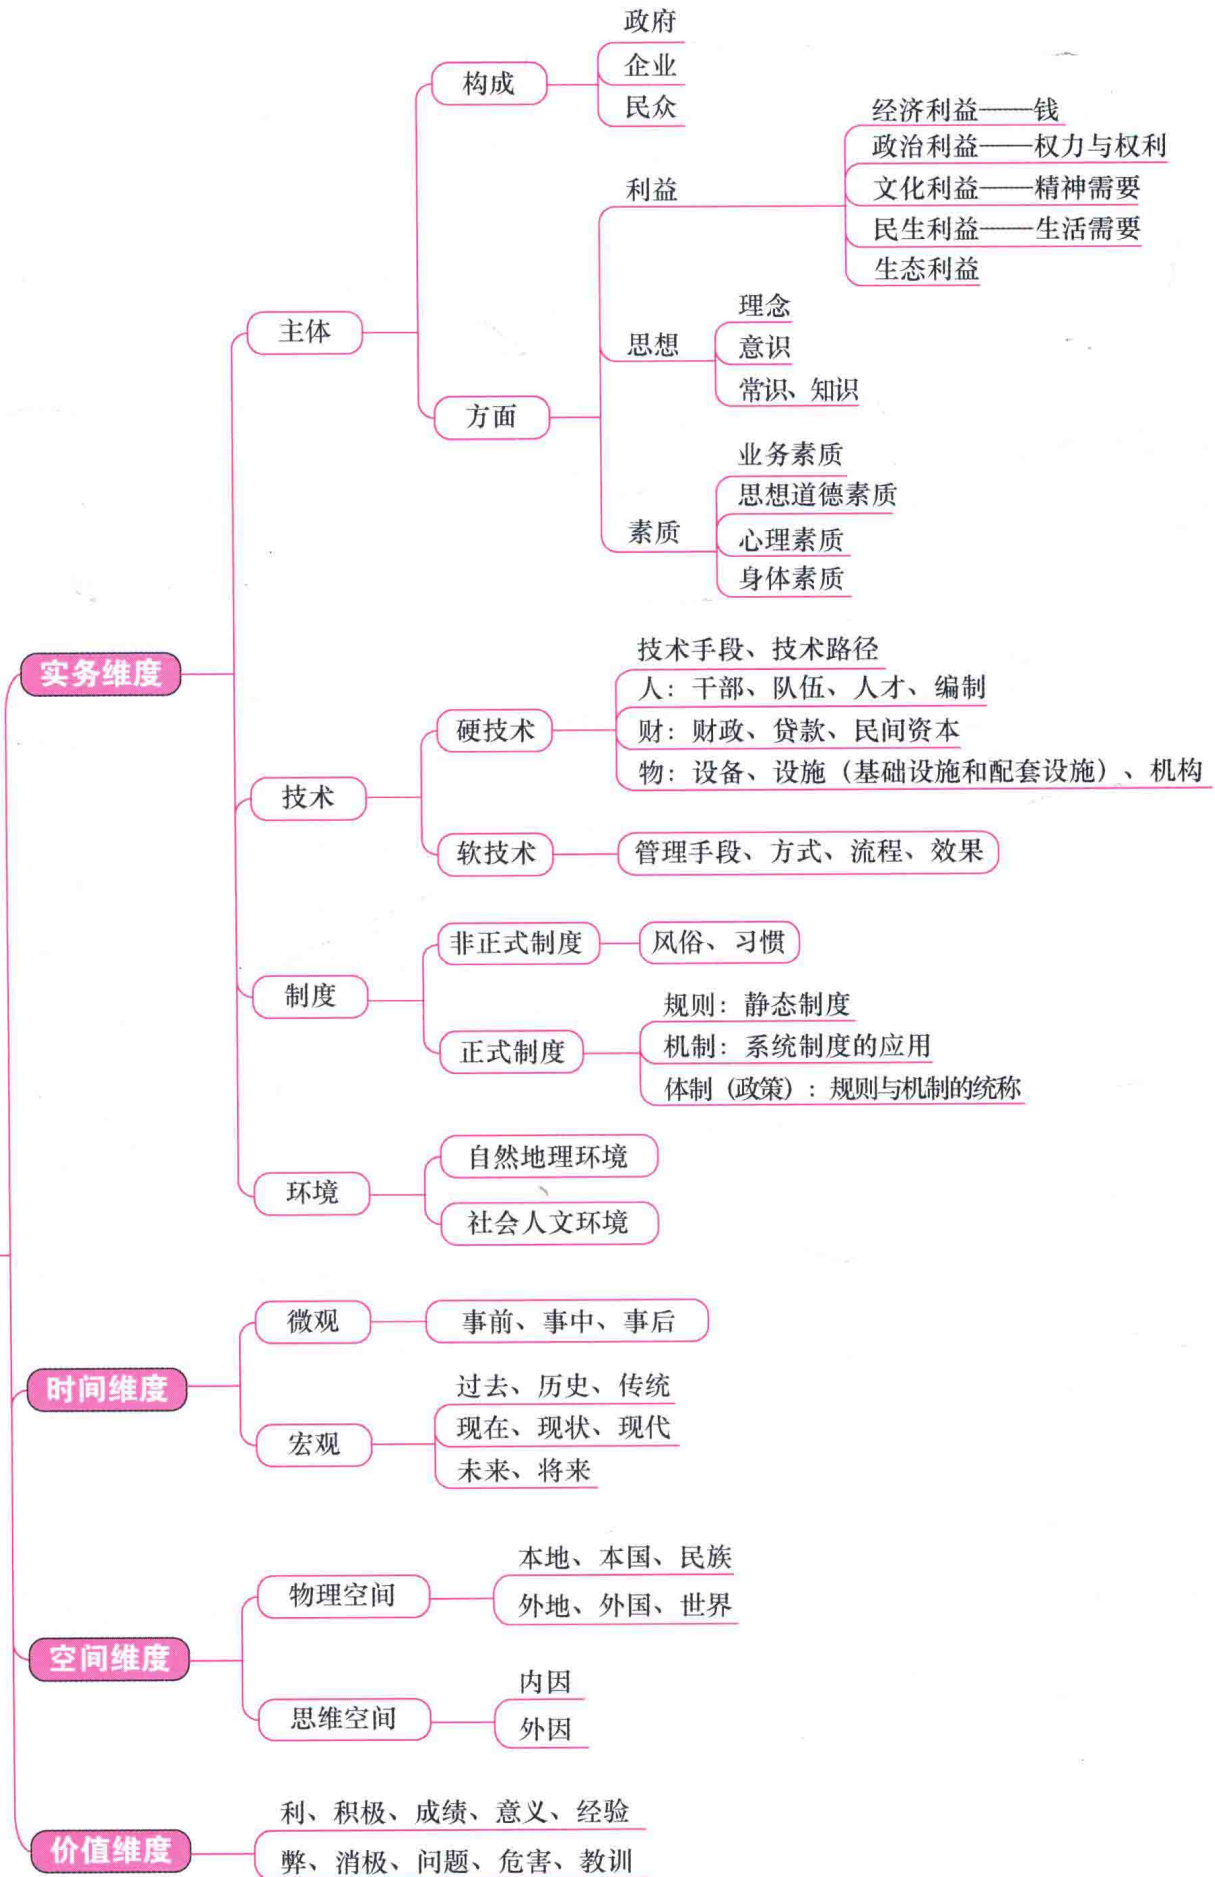 政府
构成
企业
民众
经济利益——钱
政治利益——权力与权利
利益
文化利益——精神需要
民生利益——生活需要
生态利益
理念
主体
思想
意识
常识、知识
方面
业务素质
思想道德素质
素质
心理素质
身体素质
实务维度
技术手段、技术路径
人：干部、队伍、人才、编制
硬技术
财：财政、贷款、民间资本
物：设备、设施（基础设施和配套设施）、机构
技术
软技术
管理手段、方式、流程、效果
非正式制度
风俗、习惯
制度
规则：静态制度
正式制度
机制：系统制度的应用
体制（政策）：规则与机制的统称
自然地理环境
环境
社会人文环境
微观
事前、事中、事后
时间维度
过去、历史、传统
宏观
现在、现状、现代
未来、将来
本地、本国、民族
物理空间
外地、外国、世界
空间维度
内因
思维空间
外因
利、积极、成绩、意义、经验
价值维度
弊、消极、问题、危害、教训